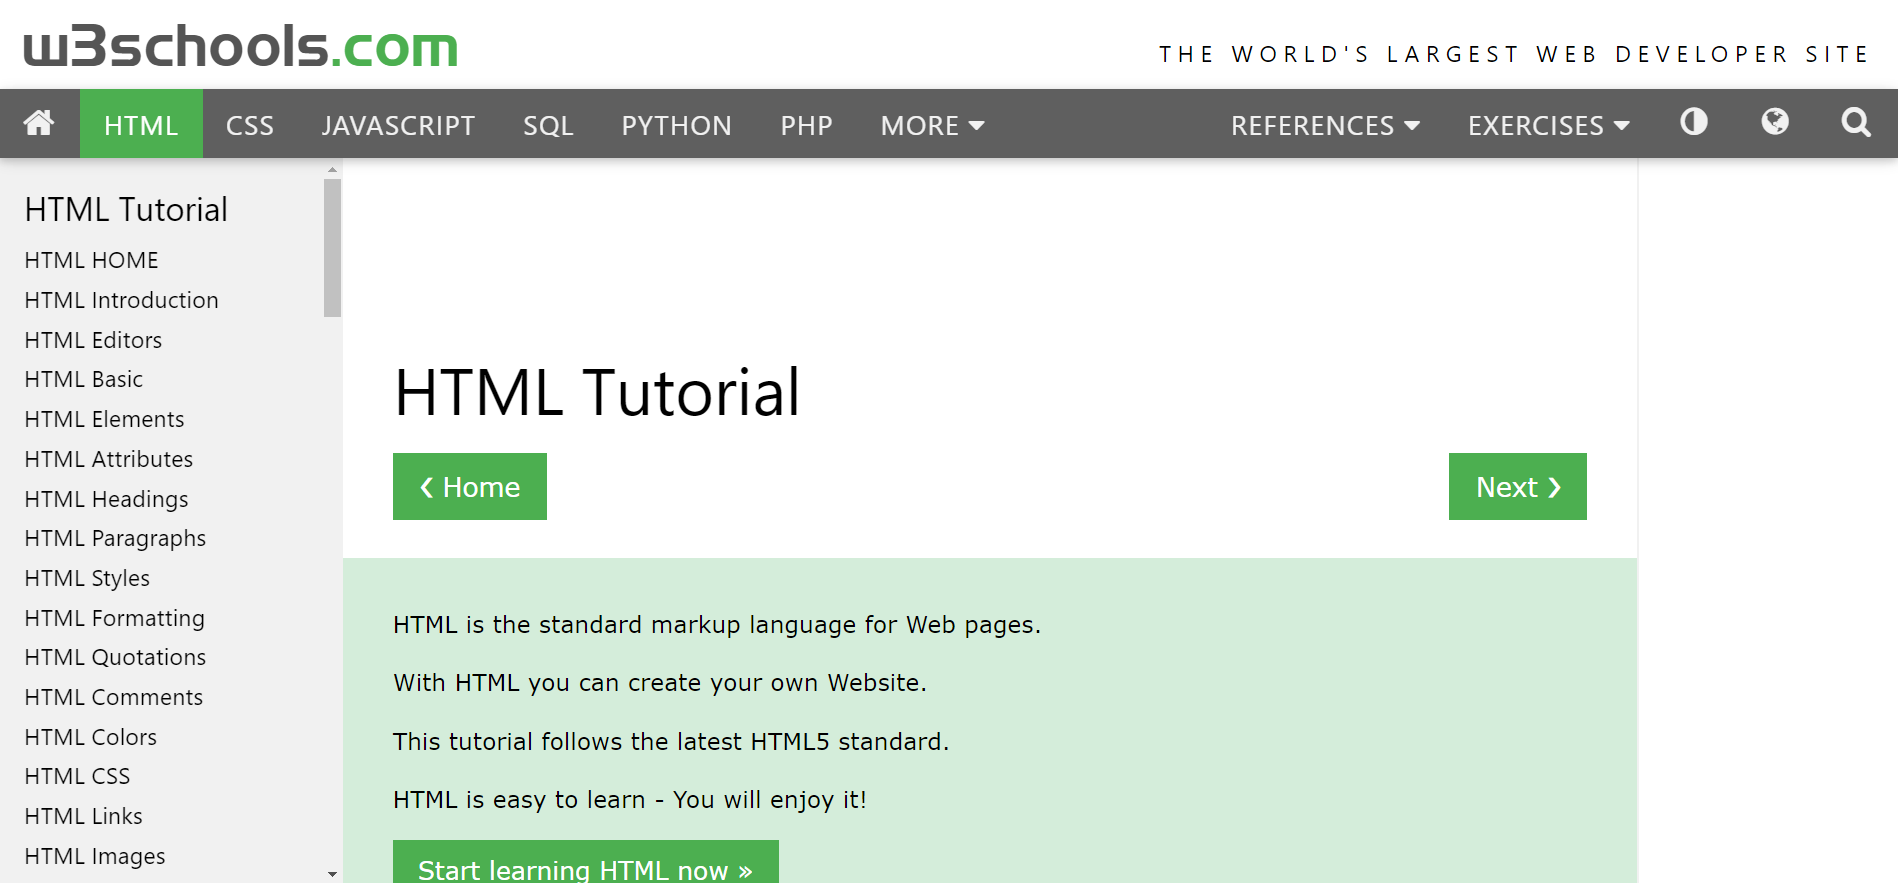 w3schools.com
THE WORLD'S LARGEST WEB DEVELOPER SITE
HTML CSS JAVASCRIPT SQL PYTHON PHP MORE REFERENCES EXERCISES
HTML Tutorial
HTML HOME
HTML Introduction
HTML Editors
HTML Basic
HTML Elements
HTML Attributes
HTML Headings
HTML Paragraphs
HTML Styles
HTML Formatting
HTML Quotations
HTML Comments
HTML Colors
HTML CSS
HTML Links
HTML Images
HTML Tutorial
❮ Home
Next ❯
HTML is the standard markup language for Web pages.
With HTML you can create your own Website.
This tutorial follows the latest HTML5 standard.
HTML is easy to learn - You will enjoy it!
Start learning HTML now »